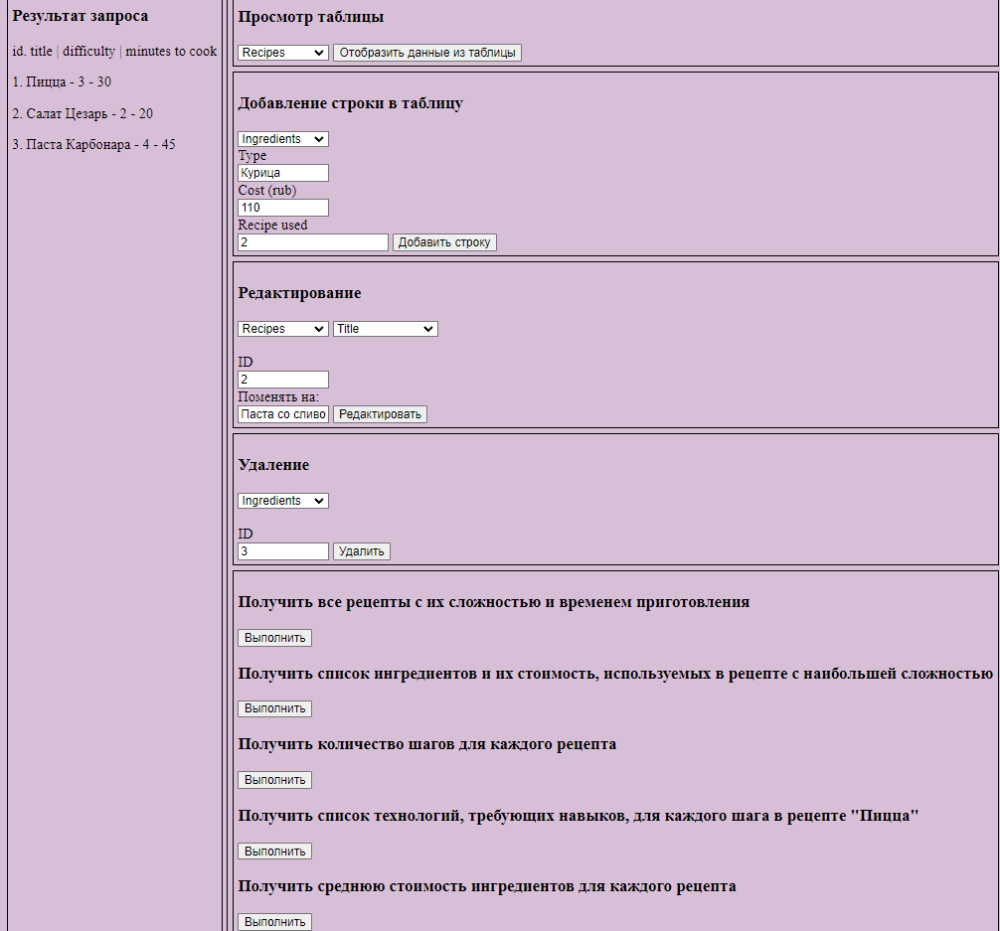 Результат запроса
id. title | difficulty | minutes to cook
1. Пицца - 3 - 30
2. Салат Цезарь - 2 - 20
3. Паста Карбонара - 4 - 45
Просмотр таблицы
Recipes Отобразить данные из таблицы
Добавление строки в таблицу
Ingredients
Type
Курица
Cost (rub)
110
Recipe used
2 Добавить строку
Редактирование
Recipes Title
ID
2
Поменять на:
Паста со сливо Редактировать
Удаление
Ingredients
ID
3 Удалить
Получить все рецепты с их сложностью и временем приготовления
Выполнить
Получить список ингредиентов и их стоимость, используемых в рецепте с наибольшей сложностью
Выполнить
Получить количество шагов для каждого рецепта
Выполнить
Получить список технологий, требующих навыков, для каждого шага в рецепте "Пицца"
Выполнить
Получить среднюю стоимость ингредиентов для каждого рецепта
Выполнить